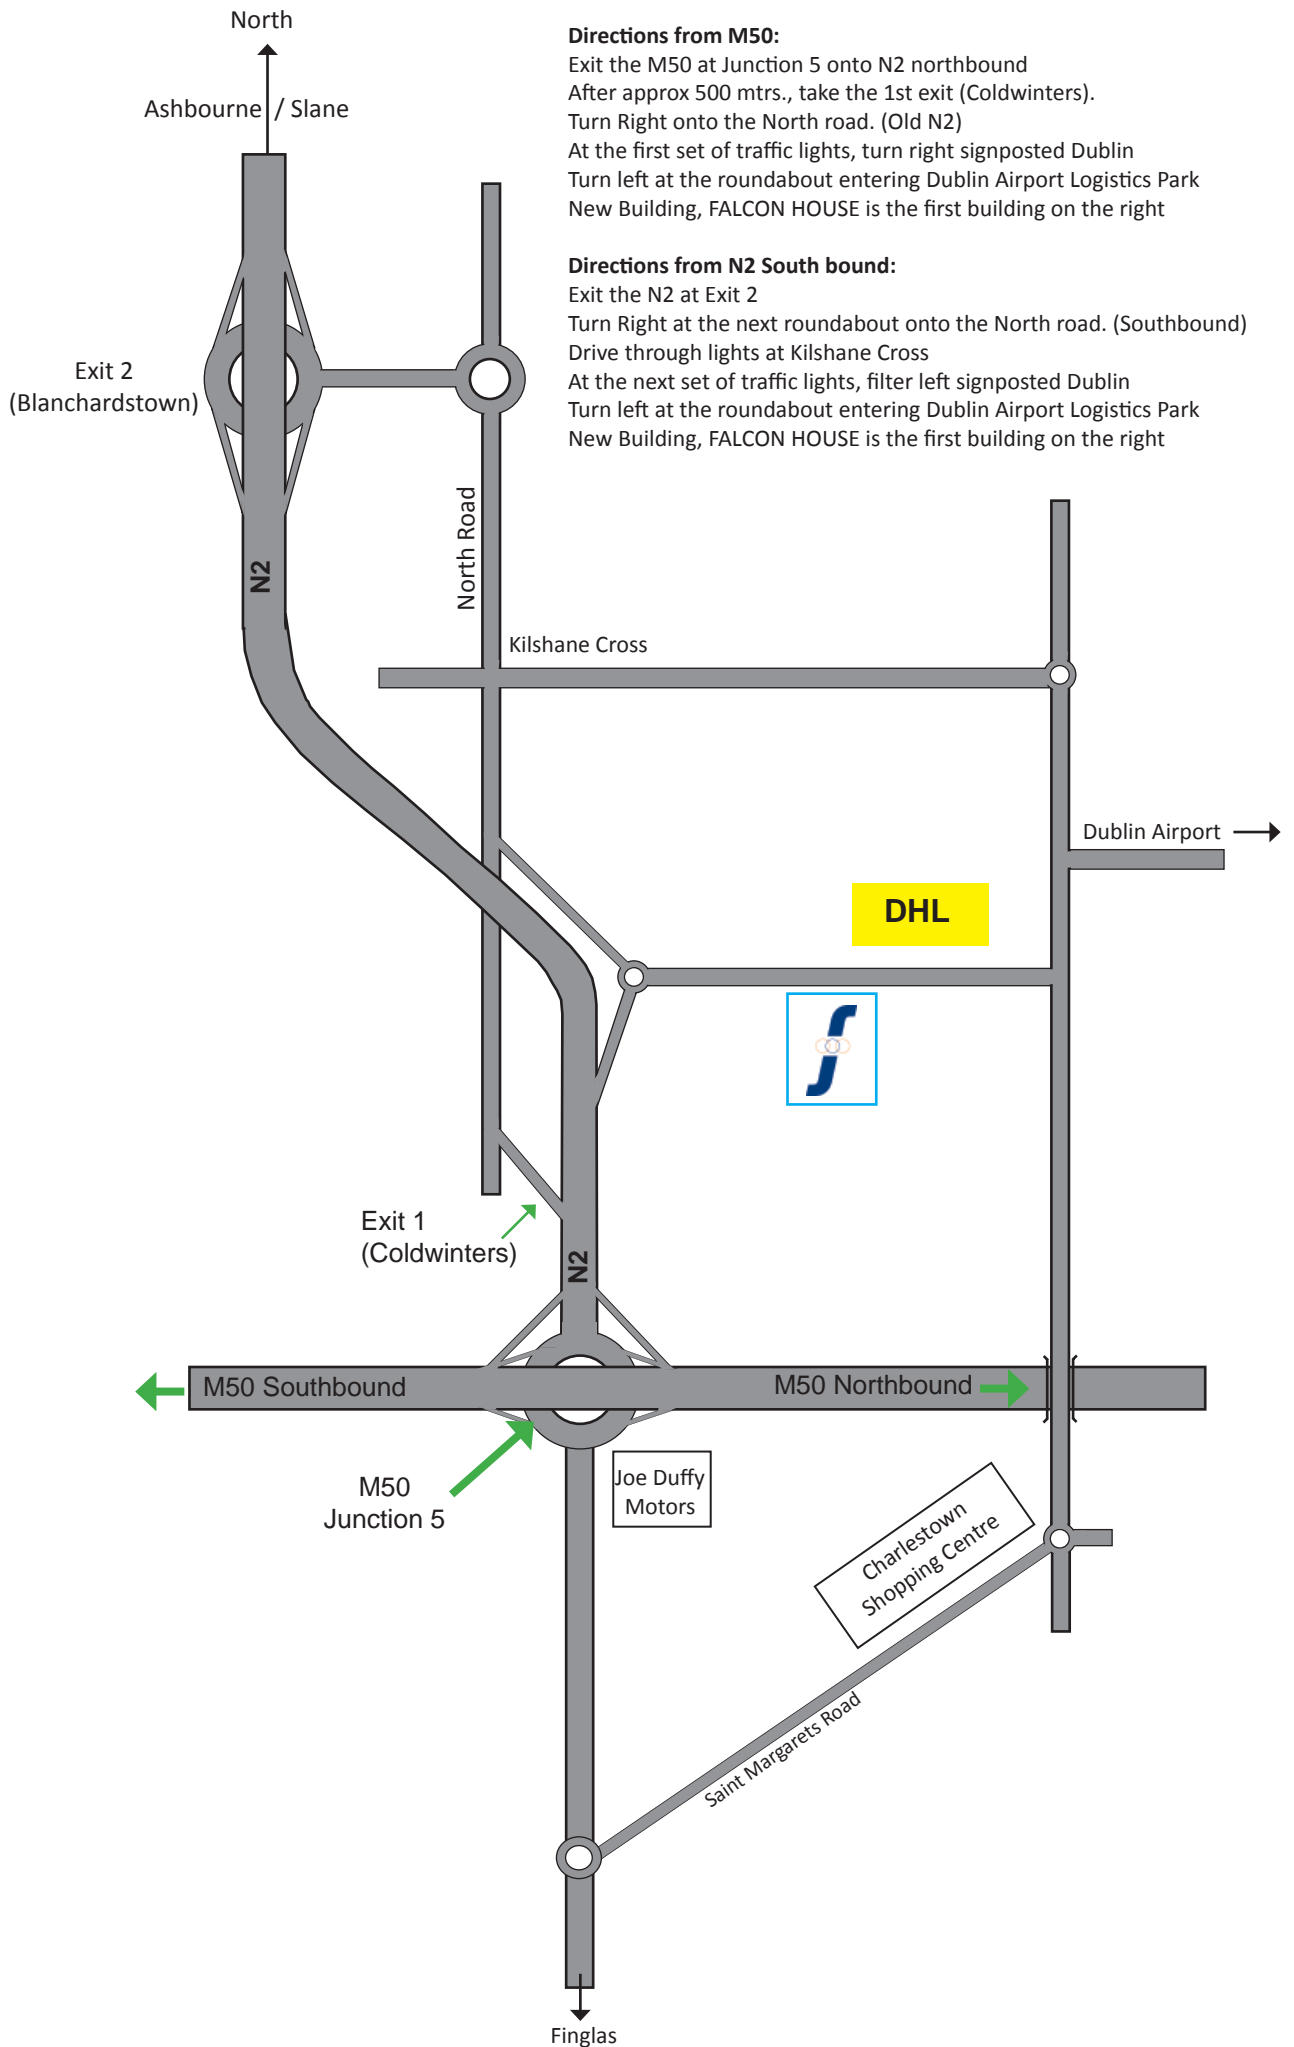 North
Ashbourne / Slane
Directions from M50:
Exit the M50 at Junction 5 onto N2 northbound
After approx 500 mtrs., take the 1st exit (Coldwinters).
Turn Right onto the North road. (Old N2)
At the first set of traffic lights, turn right signposted Dublin
Turn left at the roundabout entering Dublin Airport Logistics Park
New Building, FALCON HOUSE is the first building on the right
Directions from N2 South bound:
Exit the N2 at Exit 2
Turn Right at the next roundabout onto the North road. (Southbound)
Drive through lights at Kilshane Cross
At the next set of traffic lights, filter left signposted Dublin
Turn left at the roundabout entering Dublin Airport Logistics Park
New Building, FALCON HOUSE is the first building on the right
Exit 2
(Blanchardstown)
N2
North Road
Kilshane Cross
Dublin Airport
DHL
Exit 1
(Coldwinters)
N2
M50 Southbound
M50 Northbound
M50
Junction 5
Joe Duffy
Motors
Charlestown
Shopping Centre
Saint Margarets Road
Finglas